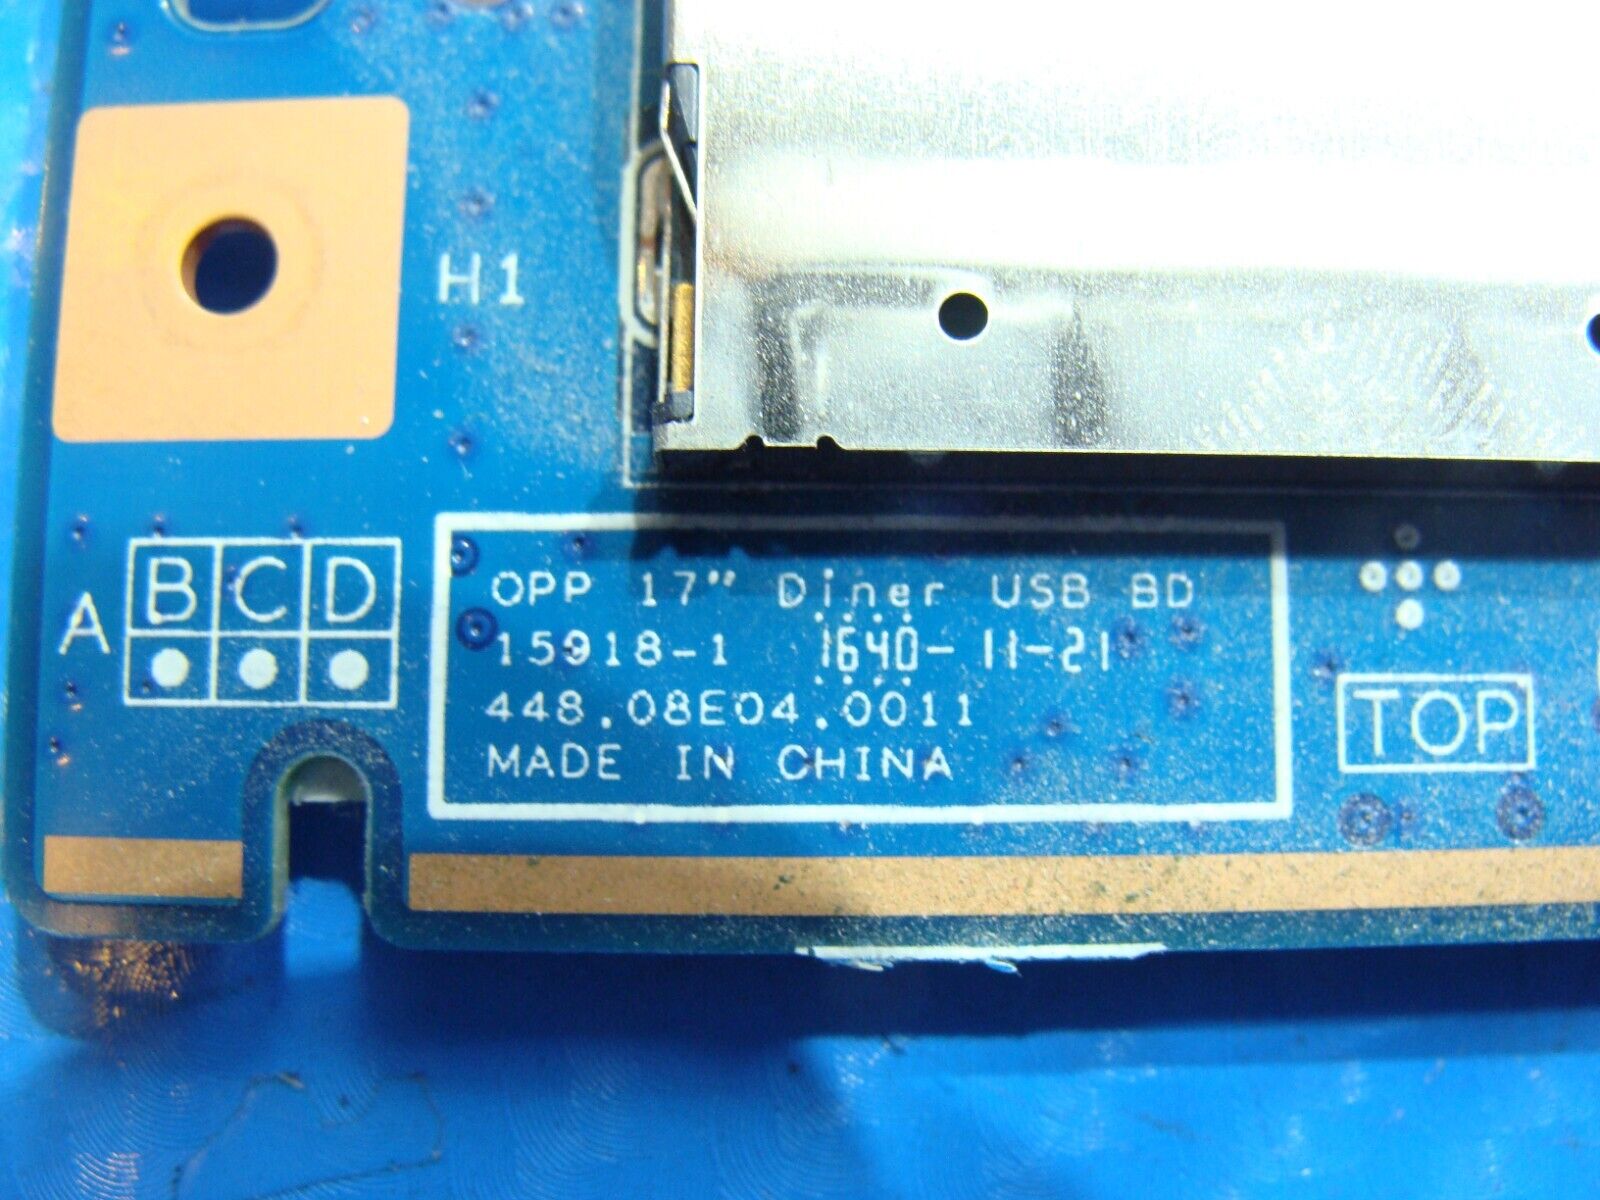 H1
A B C D
OPP 17" Diner USB BD
15918-1 1640-11-21
448.08E04.0011
MADE IN CHINA
TOP